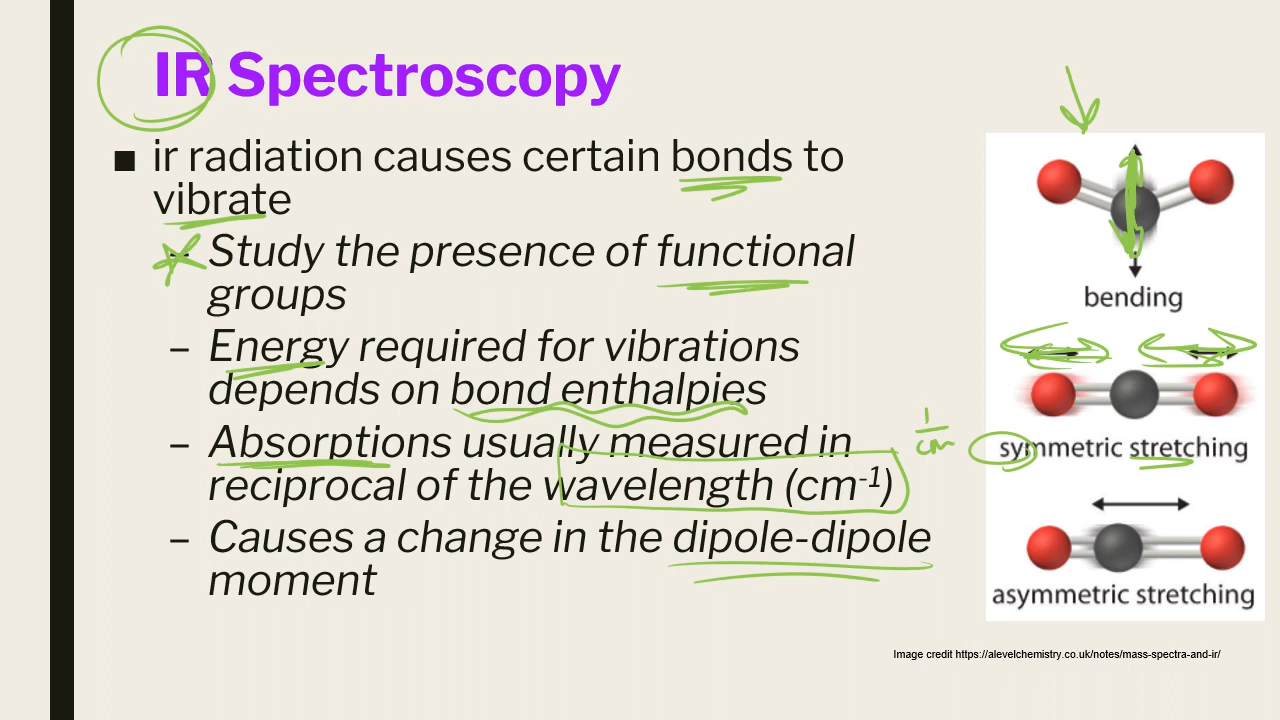 IR Spectroscopy
■ ir radiation causes certain bonds to
vibrate
– Study the presence of functional
groups
– Energy required for vibrations
depends on bond enthalpies
– Absorptions usually measured in
reciprocal of the wavelength (cm⁻¹)
1/cm
– Causes a change in the dipole-dipole
moment
bending
symmetric stretching
asymmetric stretching
Image credit https://alevelchemistry.co.uk/notes/mass-spectra-and-ir/